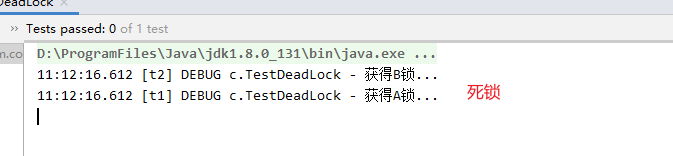 DeadLock
Tests passed: 0 of 1 test
m.co
D:\ProgramFiles\Java\jdk1.8.0_131\bin\java.exe ...
11:12:16.612 [t2] DEBUG c.TestDeadLock - 获得B锁...
11:12:16.612 [t1] DEBUG c.TestDeadLock - 获得A锁...
死锁